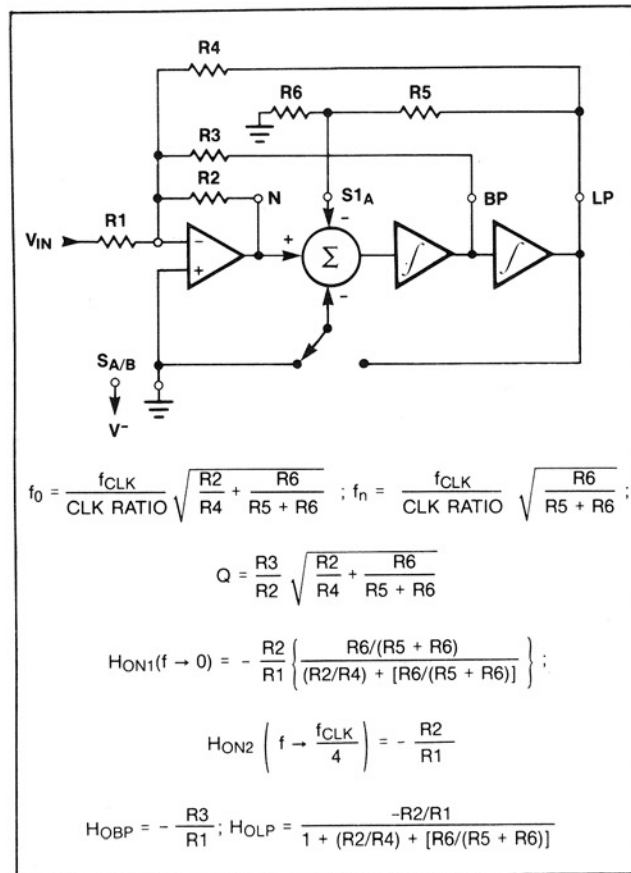 R4
R6 R5
R3
R2 N S1A BP LP
R1
VIN − + + − Σ − ∫ ∫
SA/B
V−
f0 = fCLK / CLK RATIO √(R2/R4 + R6/(R5 + R6)) ; fn = fCLK / CLK RATIO √(R6/(R5 + R6)) ;
Q = R3/R2 √(R2/R4 + R6/(R5 + R6))
HON1(f → 0) = − R2/R1 { R6/(R5 + R6) / (R2/R4) + [R6/(R5 + R6)] } ;
HON2 ( f → fCLK/4 ) = − R2/R1
HOBP = − R3/R1 ; HOLP = −R2/R1 / 1 + (R2/R4) + [R6/(R5 + R6)]